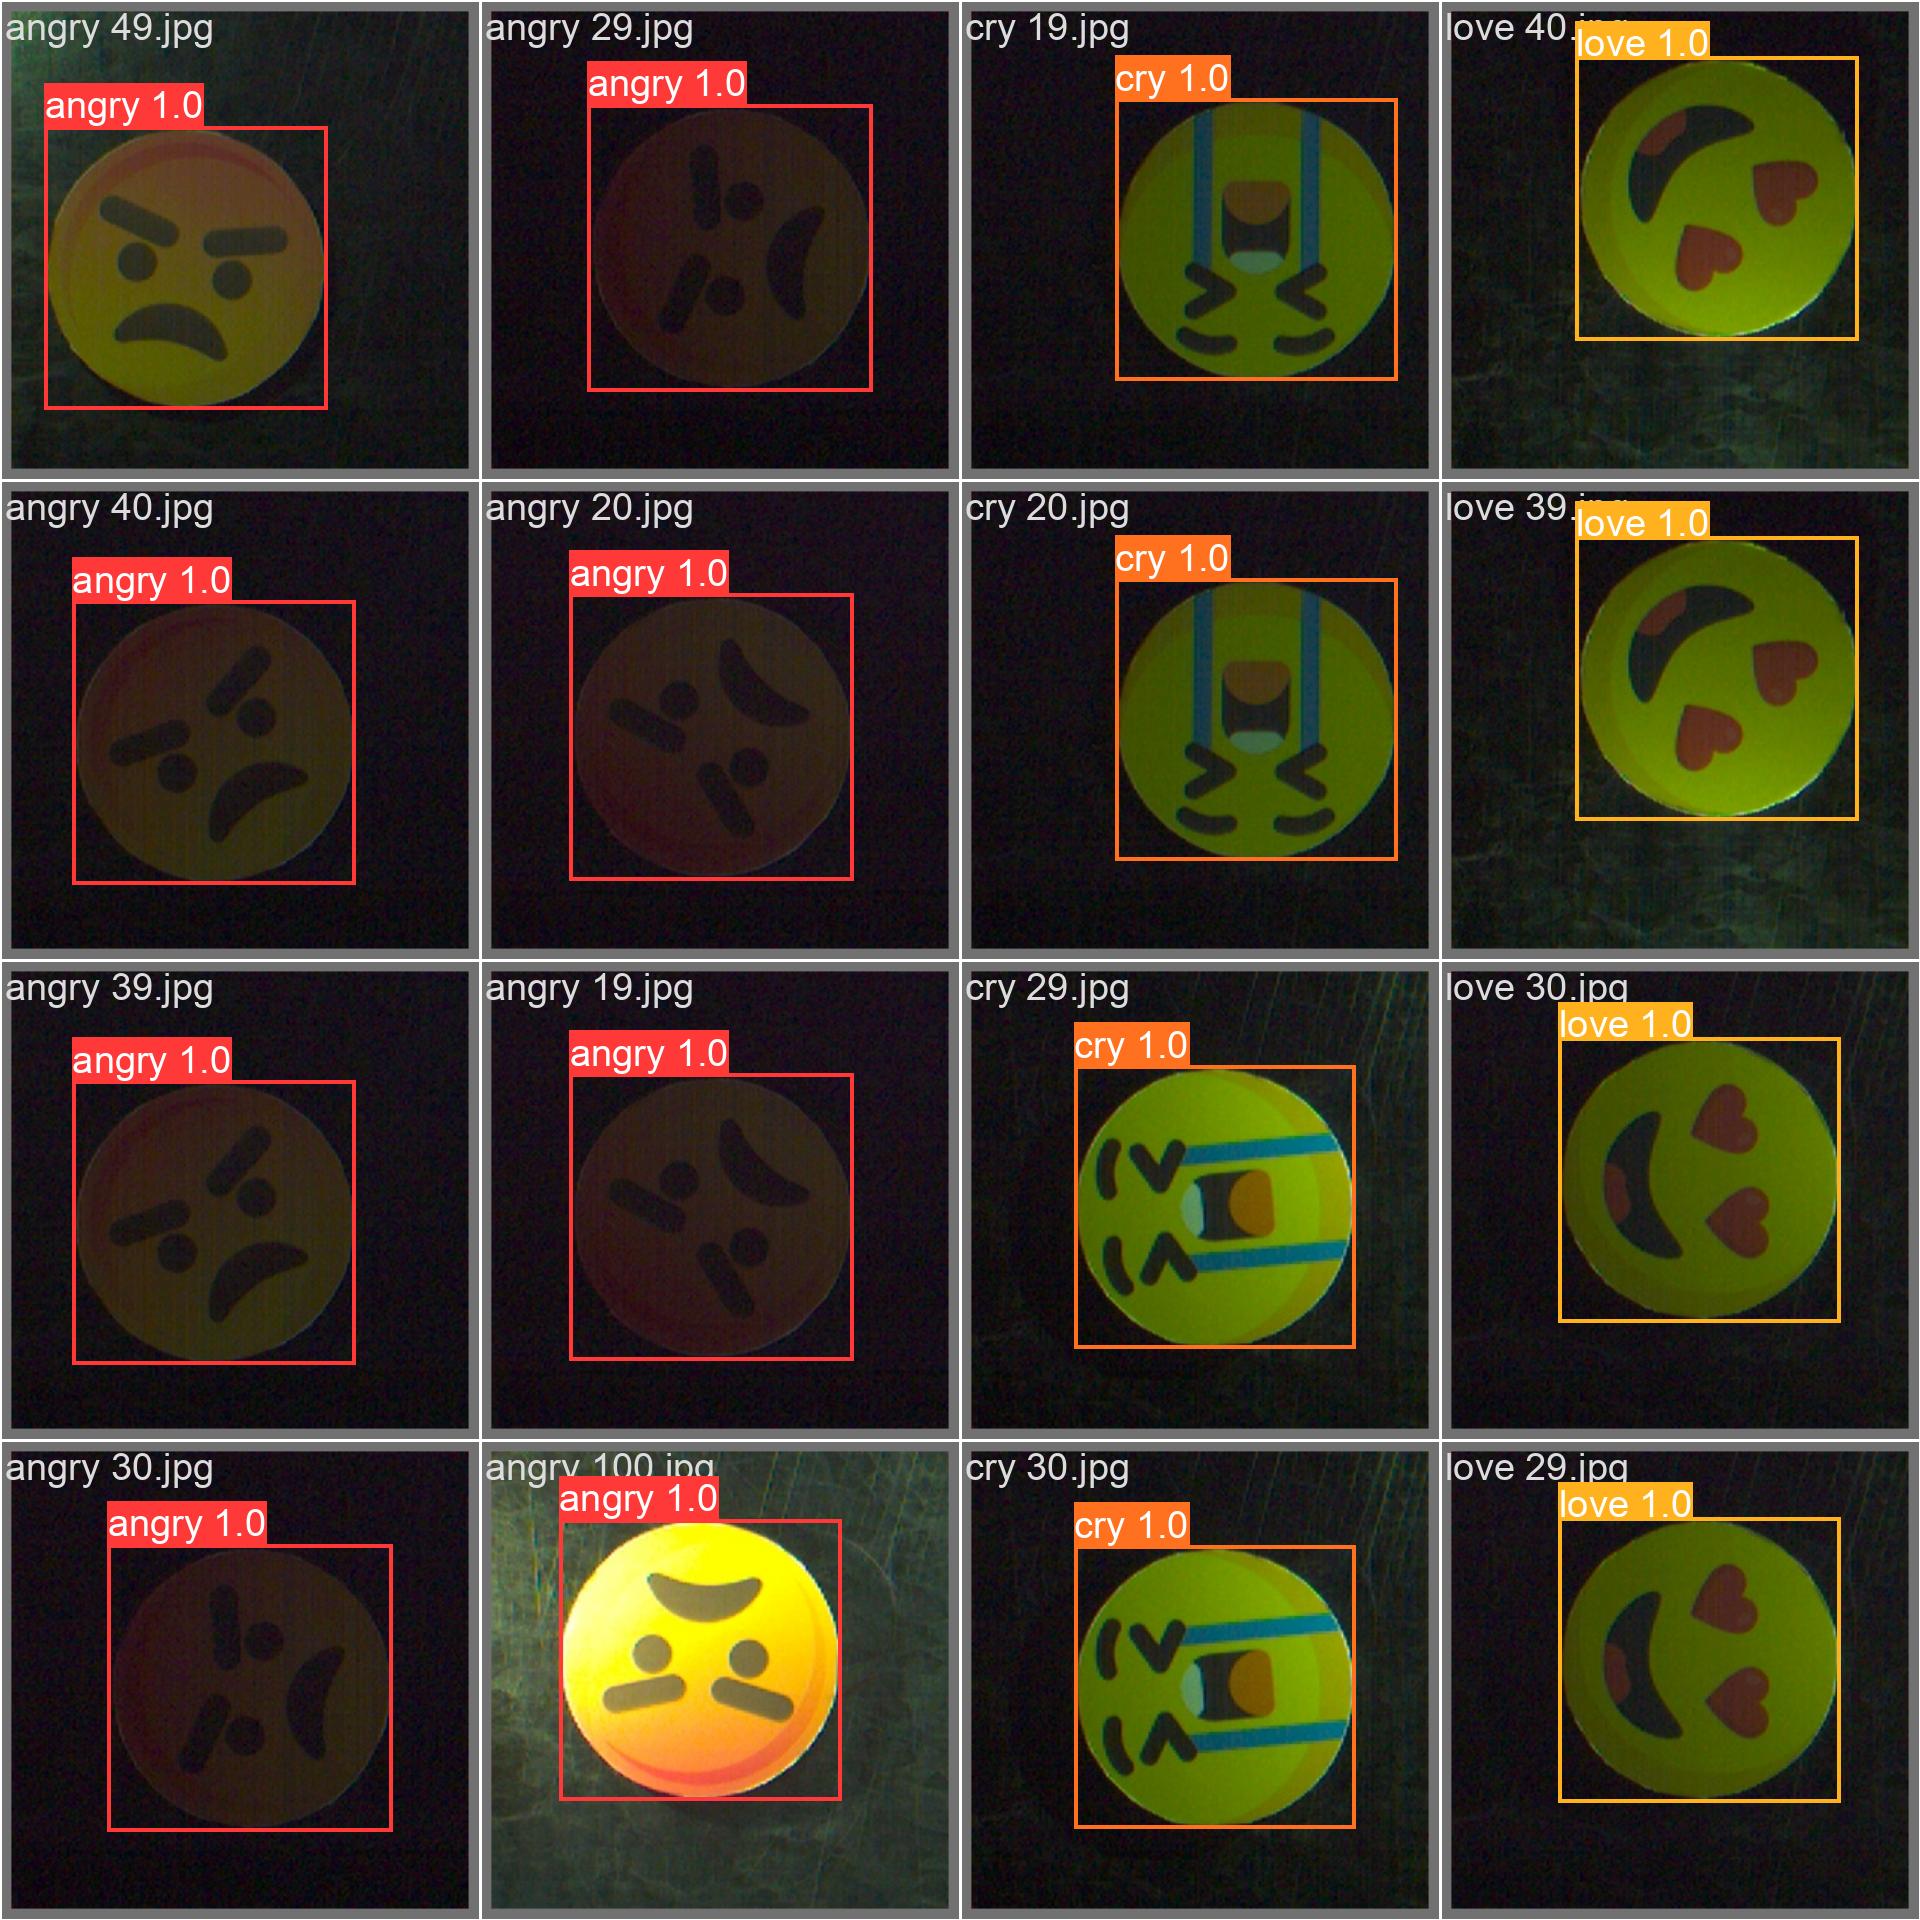 angry 49.jpg
angry 1.0
angry 29.jpg
angry 1.0
cry 19.jpg
cry 1.0
love 40.jpg
love 1.0
angry 40.jpg
angry 1.0
angry 20.jpg
angry 1.0
cry 20.jpg
cry 1.0
love 39.jpg
love 1.0
angry 39.jpg
angry 1.0
angry 19.jpg
angry 1.0
cry 29.jpg
cry 1.0
love 30.jpg
love 1.0
angry 30.jpg
angry 1.0
angry 100.jpg
angry 1.0
cry 30.jpg
cry 1.0
love 29.jpg
love 1.0